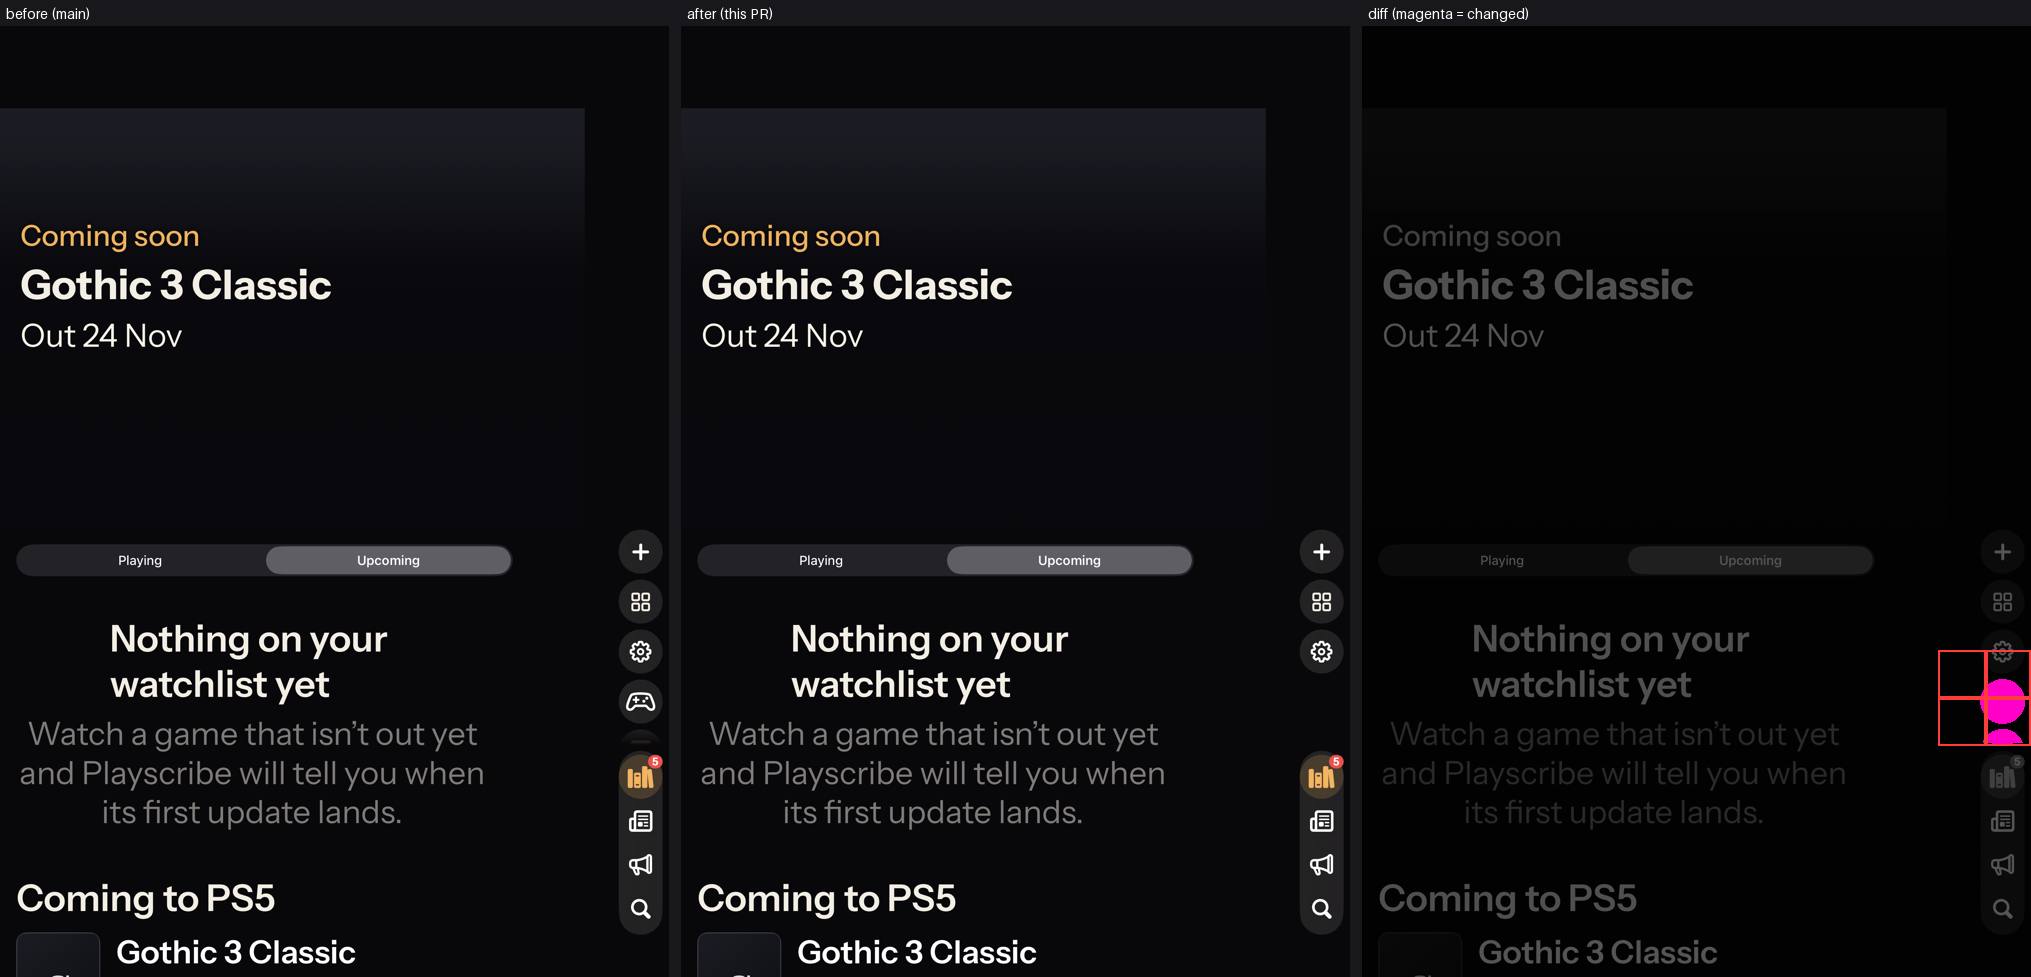 before (main)
Coming soon
Gothic 3 Classic
Out 24 Nov
Playing
Upcoming
Nothing on your
watchlist yet
Watch a game that isn’t out yet
and Playscribe will tell you when
its first update lands.
5
Coming to PS5
Gothic 3 Classic
after (this PR)
Coming soon
Gothic 3 Classic
Out 24 Nov
Playing
Upcoming
Nothing on your
watchlist yet
Watch a game that isn’t out yet
and Playscribe will tell you when
its first update lands.
5
Coming to PS5
Gothic 3 Classic
diff (magenta = changed)
Coming soon
Gothic 3 Classic
Out 24 Nov
Playing
Upcoming
Nothing on your
watchlist yet
Watch a game that isn’t out yet
and Playscribe will tell you when
its first update lands.
5
Coming to PS5
Gothic 3 Classic